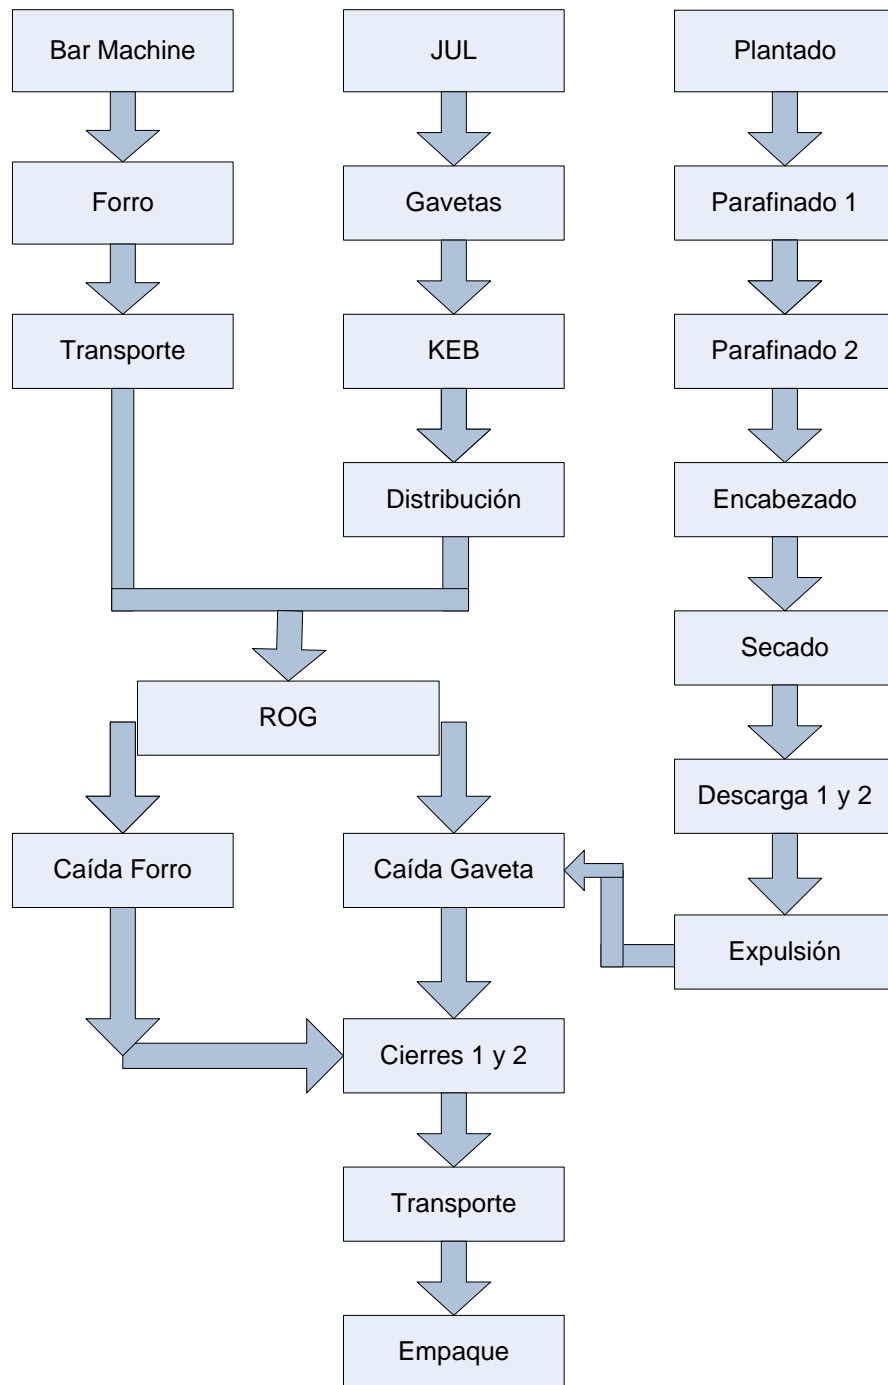 Bar Machine
JUL
Plantado
Forro
Gavetas
Parafinado 1
Transporte
KEB
Parafinado 2
Distribución
Encabezado
Secado
ROG
Descarga 1 y 2
Caída Forro
Caída Gaveta
Expulsión
Cierres 1 y 2
Transporte
Empaque